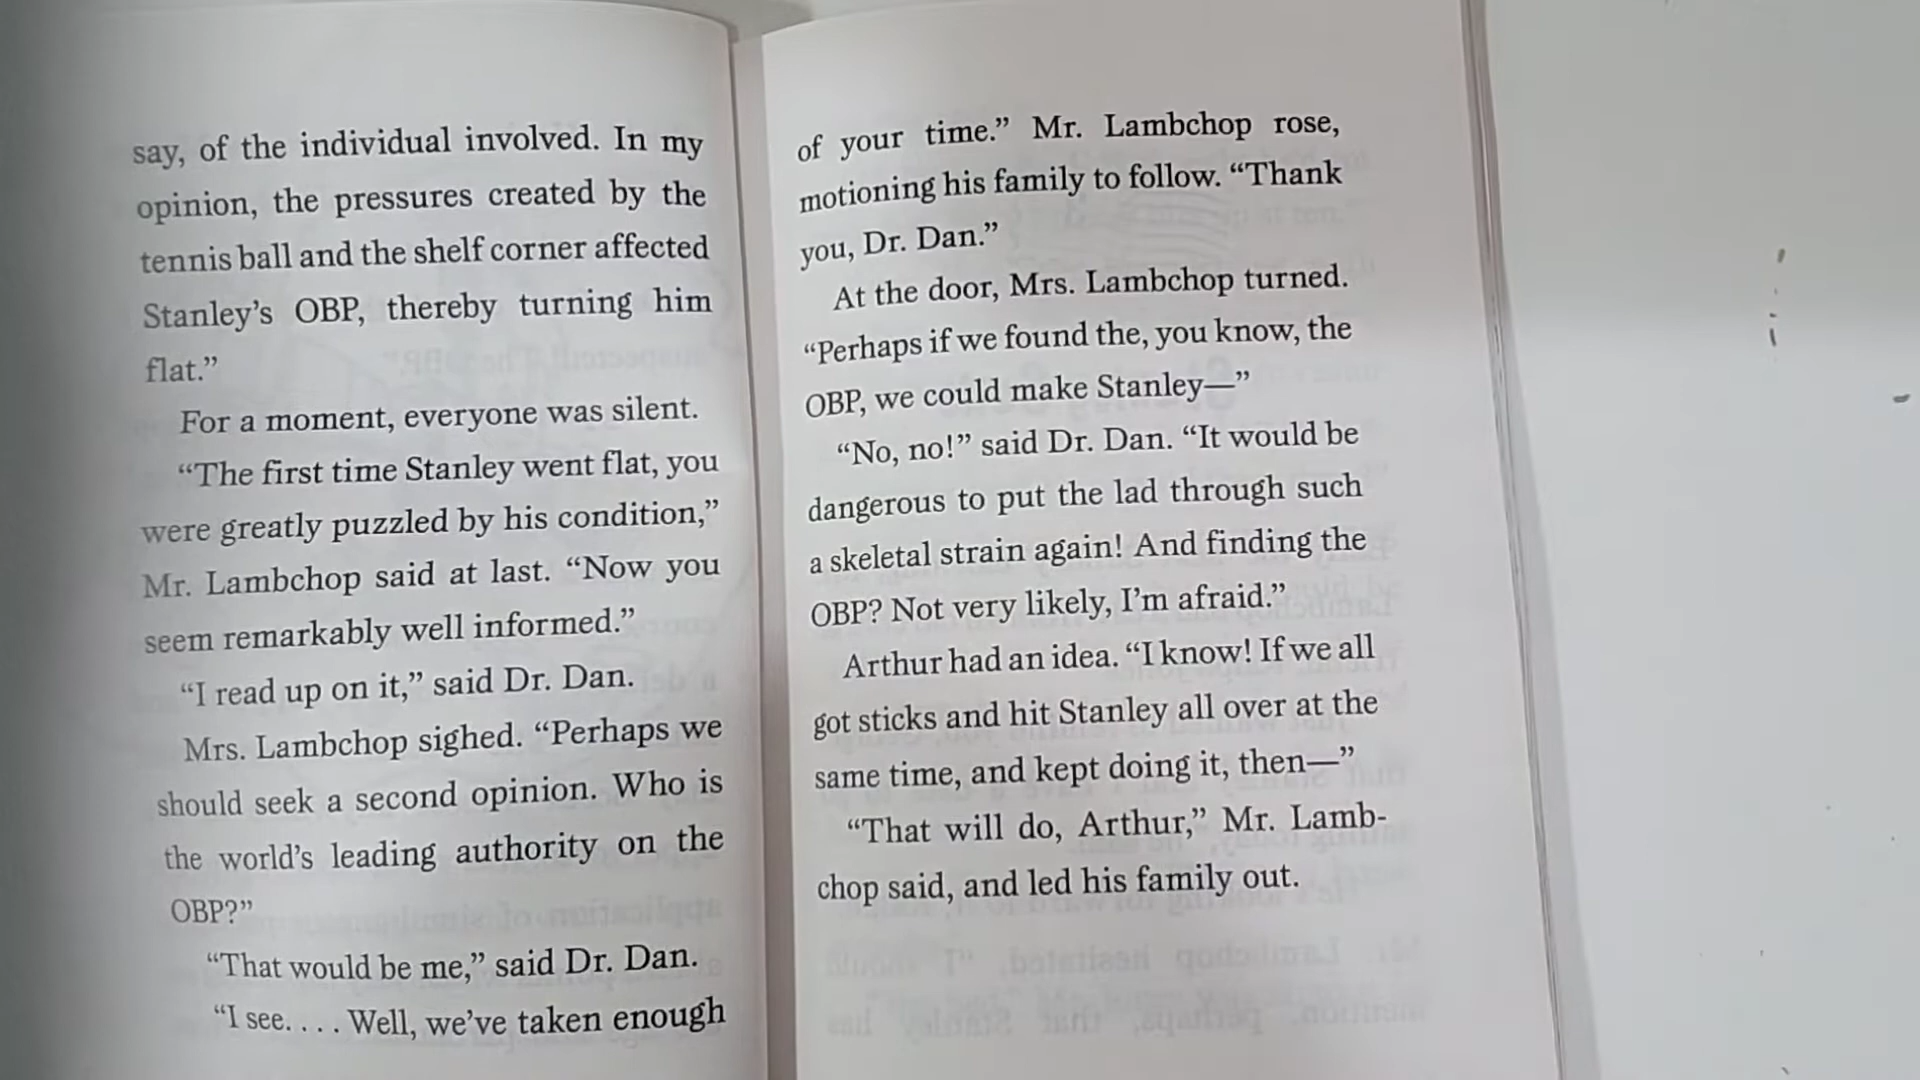 say, of the individual involved. In my
opinion, the pressures created by the
tennis ball and the shelf corner affected
Stanley’s OBP, thereby turning him
flat.”
For a moment, everyone was silent.
“The first time Stanley went flat, you
were greatly puzzled by his condition,”
Mr. Lambchop said at last. “Now you
seem remarkably well informed.”
“I read up on it,” said Dr. Dan.
Mrs. Lambchop sighed. “Perhaps we
should seek a second opinion. Who is
the world’s leading authority on the
OBP?”
“That would be me,” said Dr. Dan.
“I see. . . . Well, we’ve taken enough
of your time.” Mr. Lambchop rose,
motioning his family to follow. “Thank
you, Dr. Dan.”
At the door, Mrs. Lambchop turned.
“Perhaps if we found the, you know, the
OBP, we could make Stanley—”
“No, no!” said Dr. Dan. “It would be
dangerous to put the lad through such
a skeletal strain again! And finding the
OBP? Not very likely, I’m afraid.”
Arthur had an idea. “I know! If we all
got sticks and hit Stanley all over at the
same time, and kept doing it, then—”
“That will do, Arthur,” Mr. Lamb-
chop said, and led his family out.